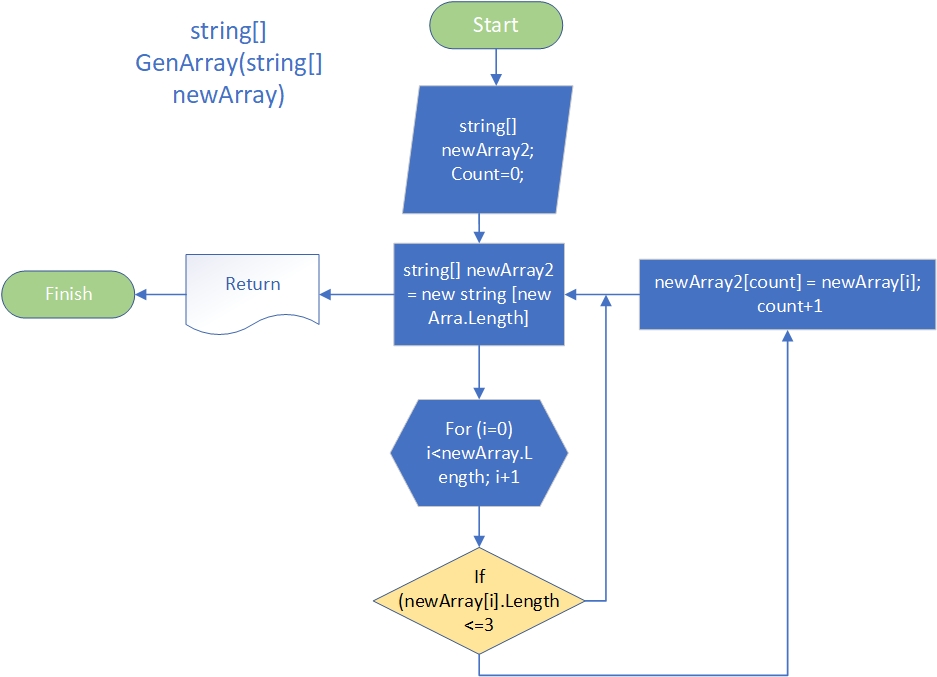 string[]
GenArray(string[]
newArray)
Start
string[]
newArray2;
Count=0;
string[] newArray2
= new string [new
Arra.Length]
Return
Finish
newArray2[count] = newArray[i];
count+1
For (i=0)
i<newArray.L
ength; i+1
If
(newArray[i].Length
<=3